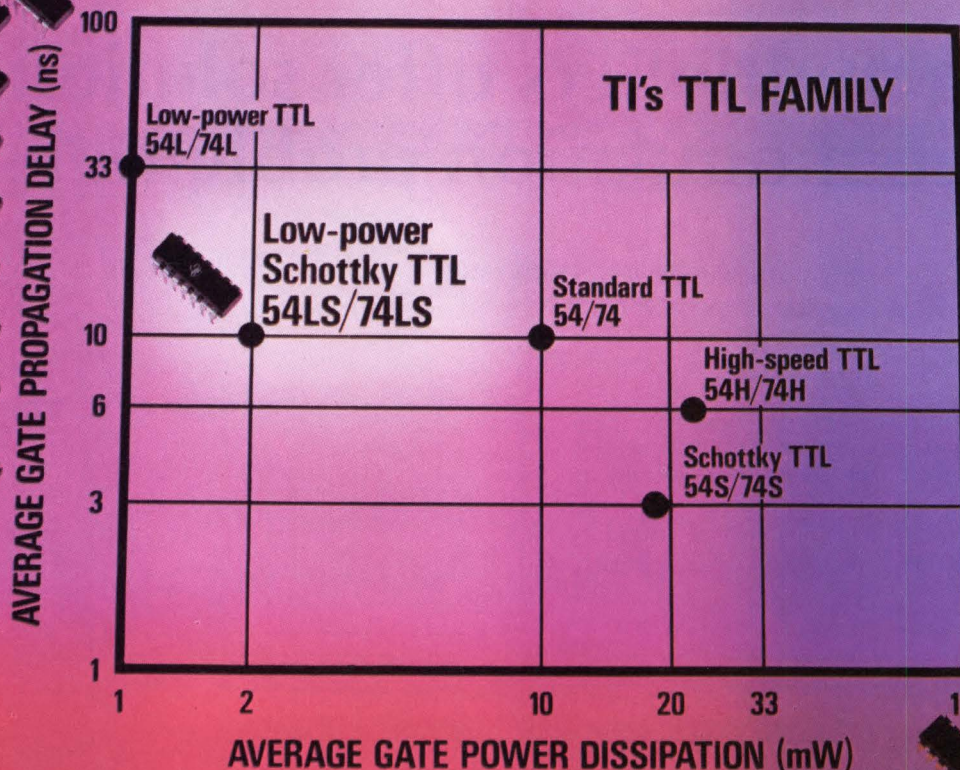 100
AVERAGE GATE PROPAGATION DELAY (ns)
TI's TTL FAMILY
Low-power TTL
54L/74L
33
Low-power
Schottky TTL
54LS/74LS
Standard TTL
54/74
10
High-speed TTL
54H/74H
6
Schottky TTL
54S/74S
3
1
1
2
10
20
33
AVERAGE GATE POWER DISSIPATION (mW)